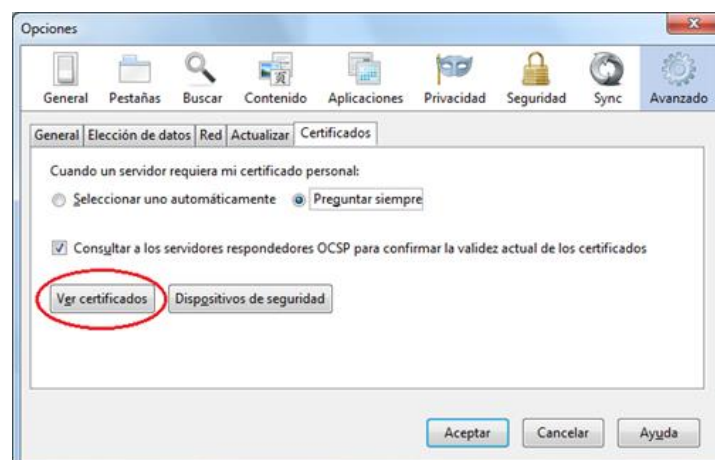 Opciones
General Pestañas Buscar Contenido Aplicaciones Privacidad Seguridad Sync Avanzado
General Elección de datos Red Actualizar Certificados
Cuando un servidor requiera mi certificado personal:
Seleccionar uno automáticamente Preguntar siempre
Consultar a los servidores respondedores OCSP para confirmar la validez actual de los certificados
Ver certificados Dispositivos de seguridad
Aceptar Cancelar Ayuda